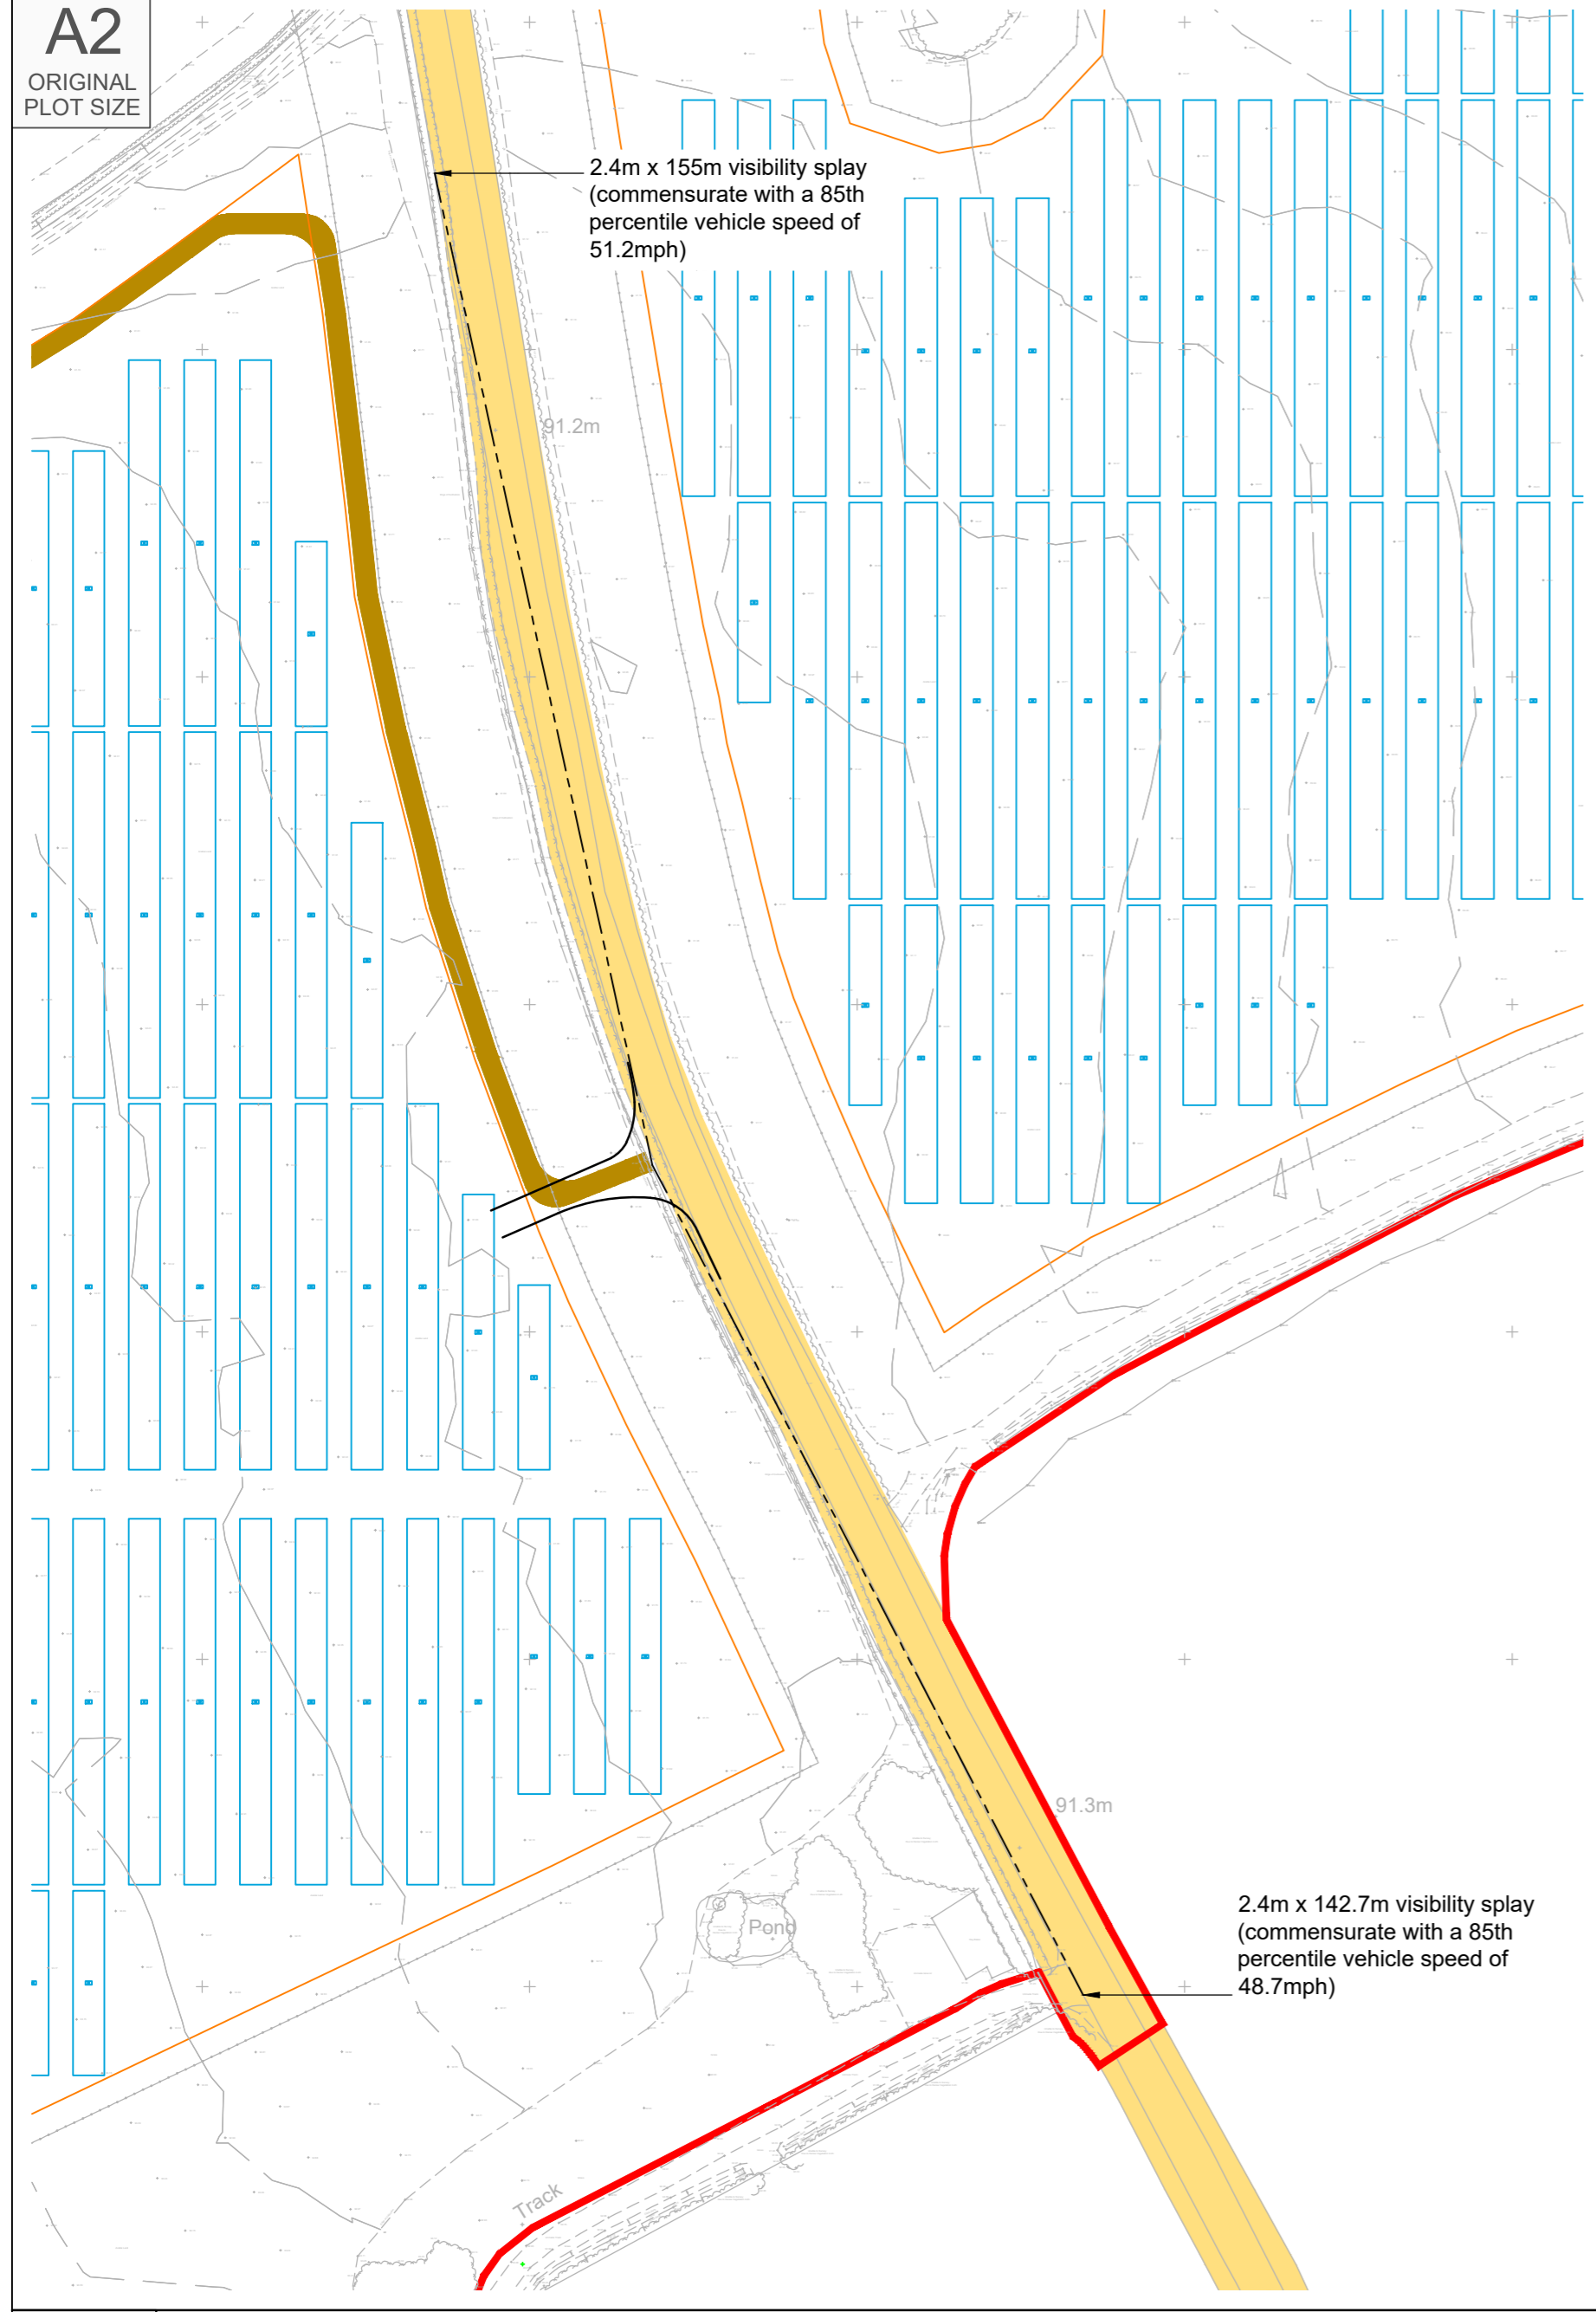 A2
ORIGINAL
PLOT SIZE
2.4m x 155m visibility splay
(commensurate with a 85th
percentile vehicle speed of
51.2mph)
91.2m
91.3m
2.4m x 142.7m visibility splay
(commensurate with a 85th
percentile vehicle speed of
48.7mph)
Pond
Track